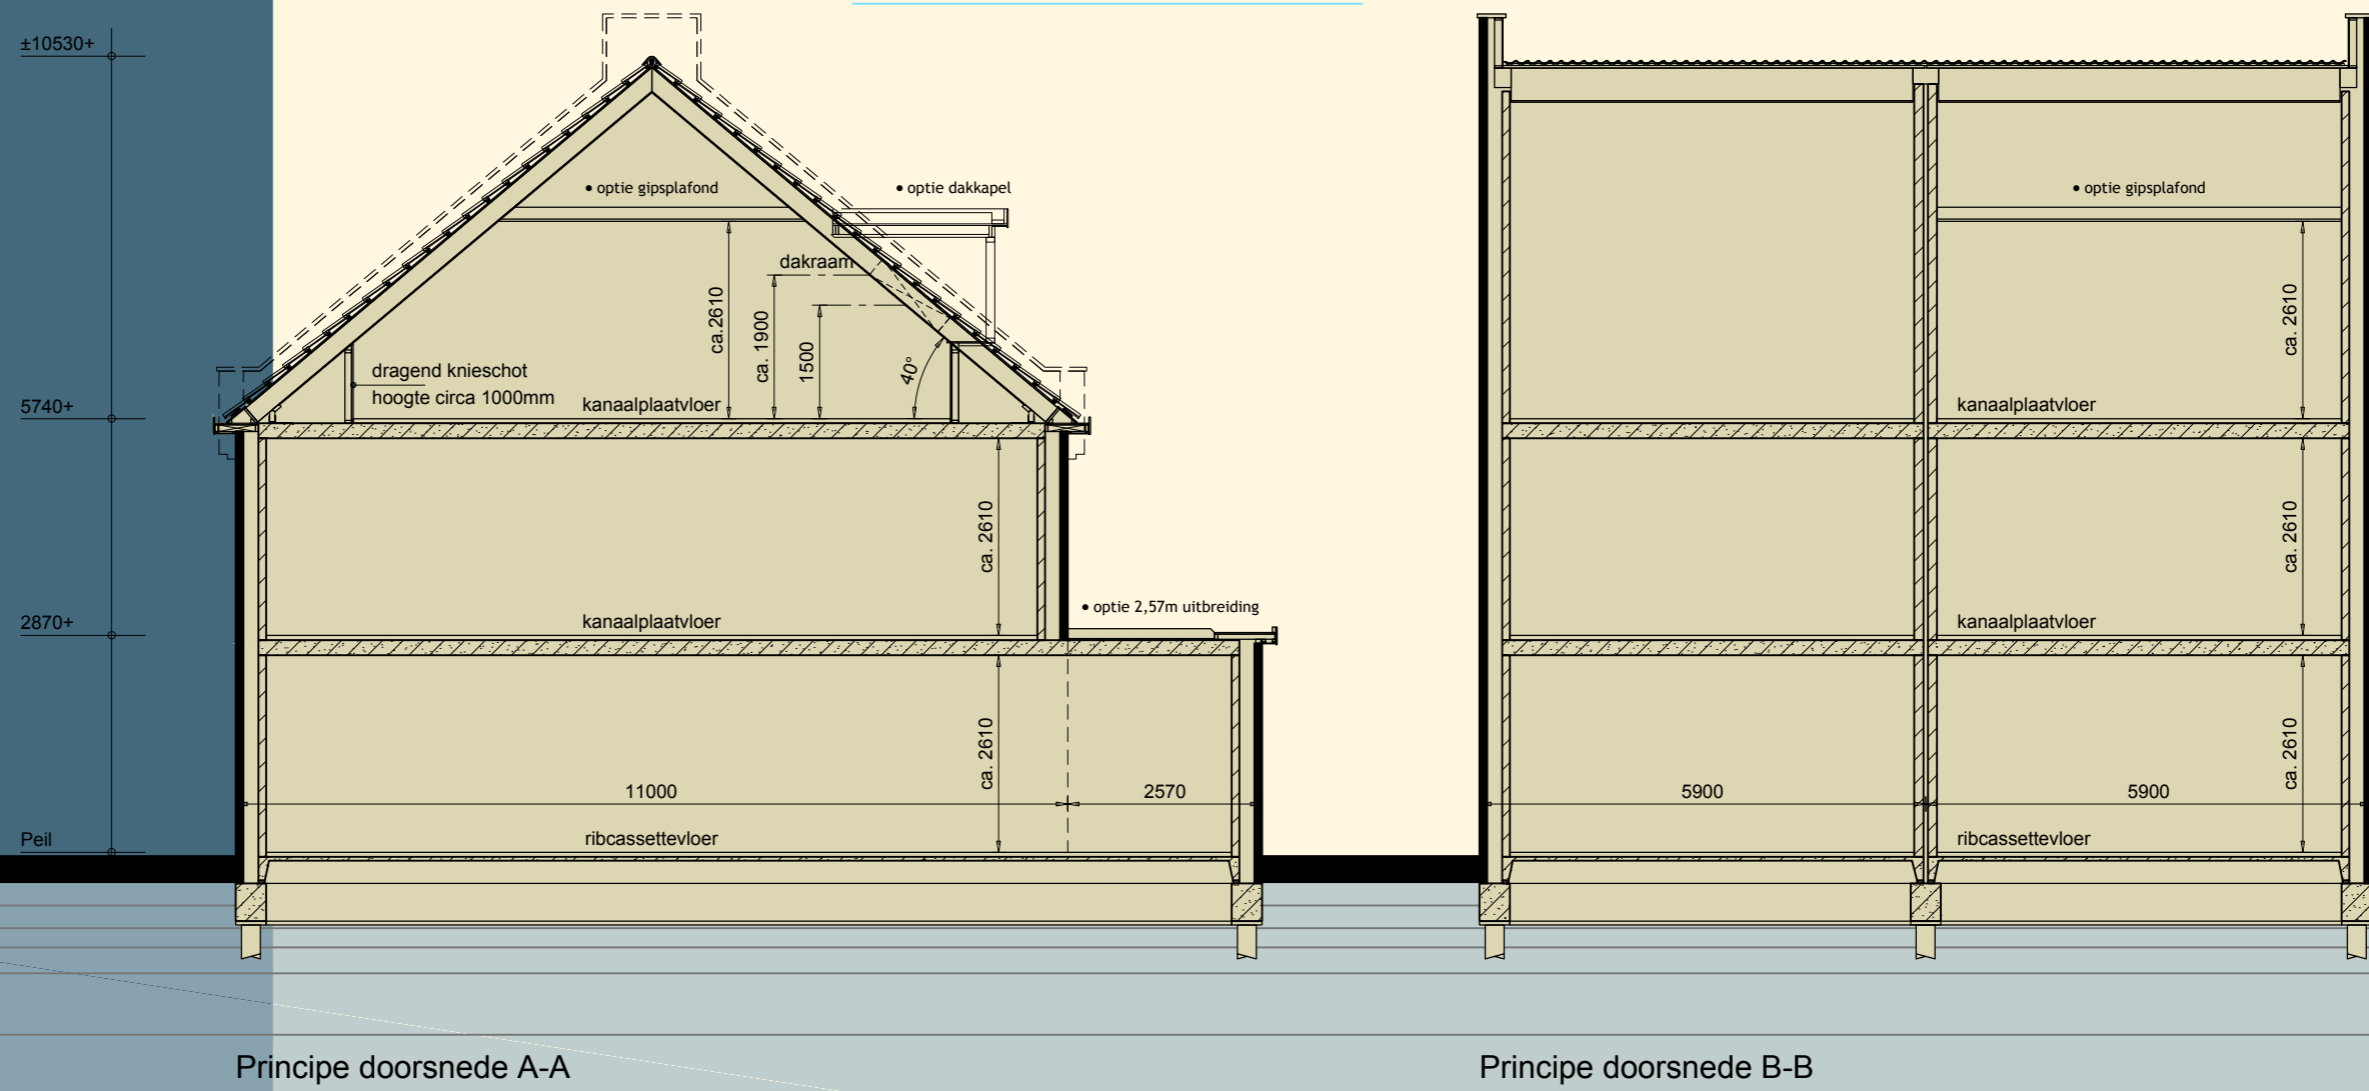 ±10530+
5740+
2870+
Peil
• optie gipsplafond
• optie dakkapel
dakraam
ca.2610
ca. 1900
1500
40°
dragend knieschot
hoogte circa 1000mm
kanaalplaatvloer
ca. 2610
kanaalplaatvloer
• optie 2,57m uitbreiding
ca. 2610
11000
2570
ribcassettevloer
Principe doorsnede A-A
• optie gipsplafond
ca. 2610
kanaalplaatvloer
ca. 2610
kanaalplaatvloer
ca. 2610
5900
5900
ribcassettevloer
Principe doorsnede B-B